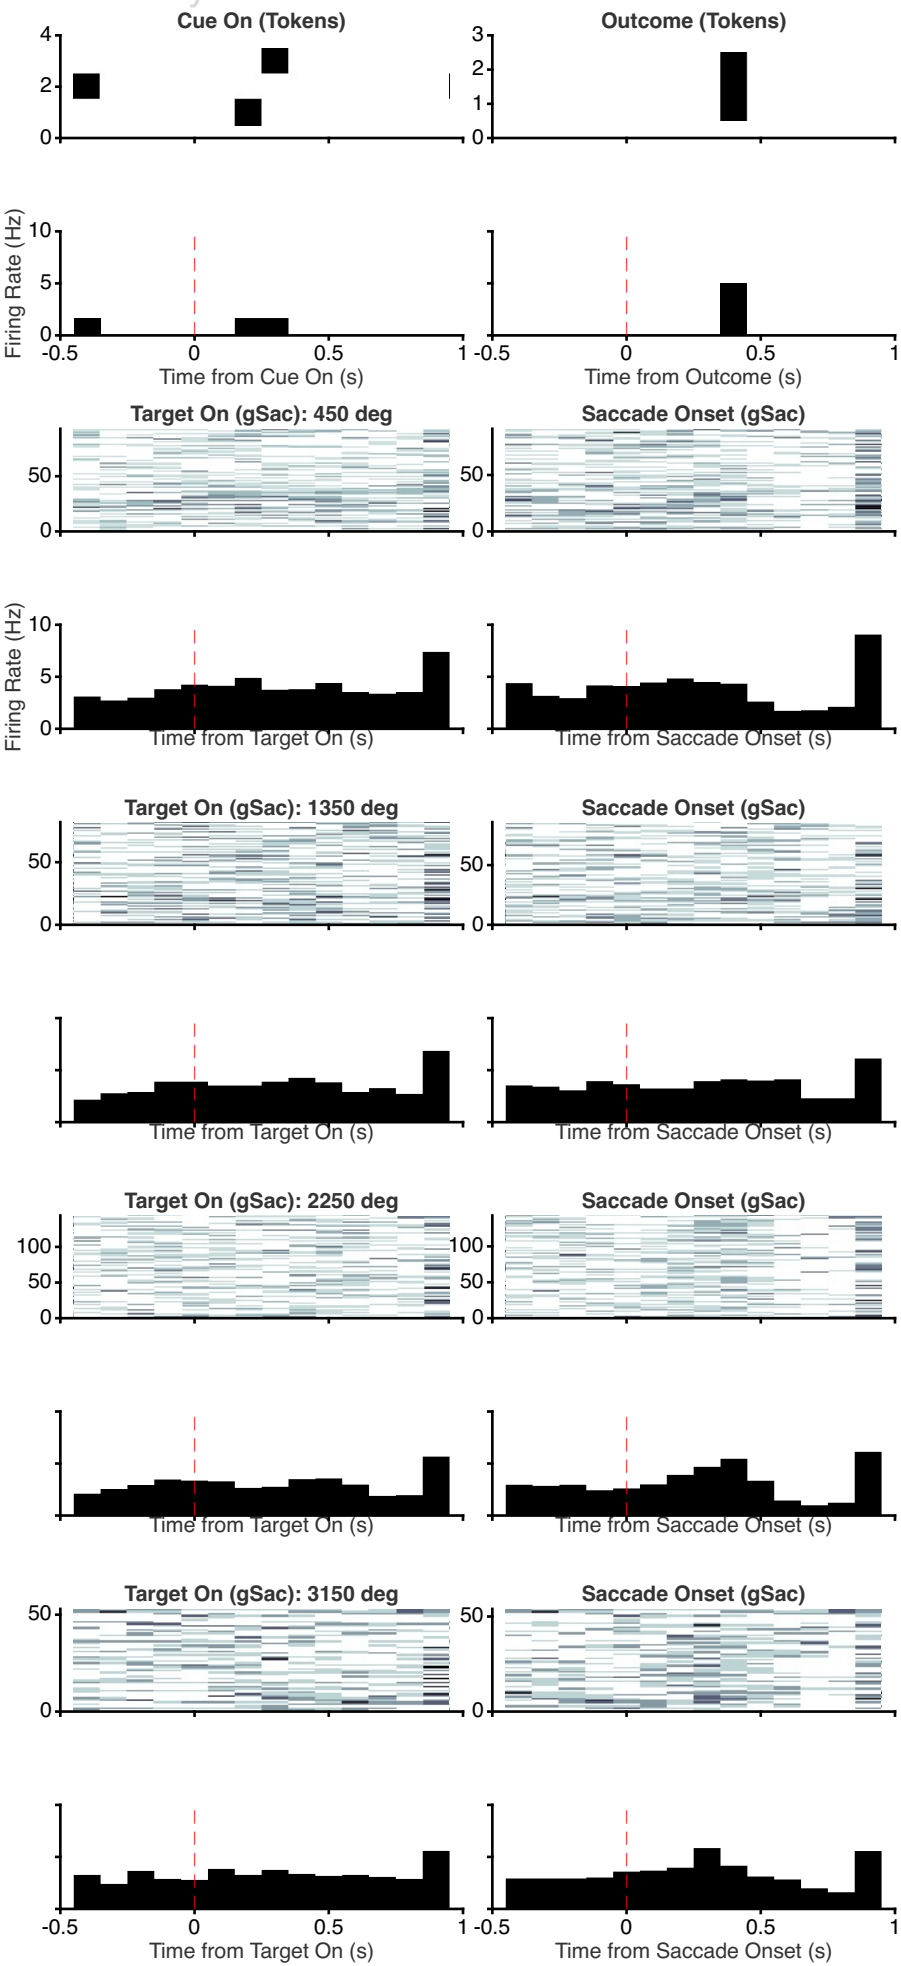 Cue On (Tokens) Outcome (Tokens)
4 3
2 2
1
0 0
Firing Rate (Hz)
10
5 5
0 0
-0.5 0 0.5 1 -0.5 0 0.5 1
Time from Cue On (s) Time from Outcome (s)
Target On (gSac): 450 deg Saccade Onset (gSac)
50 50
0 0
Firing Rate (Hz)
10
5
0
Time from Target On (s) Time from Saccade Onset (s)
Target On (gSac): 1350 deg Saccade Onset (gSac)
50 50
0 0
Time from Target On (s) Time from Saccade Onset (s)
Target On (gSac): 2250 deg Saccade Onset (gSac)
100 100
50 50
0 0
Time from Target On (s) Time from Saccade Onset (s)
Target On (gSac): 3150 deg Saccade Onset (gSac)
50 50
0 0
-0.5 0 0.5 1 -0.5 0 0.5 1
Time from Target On (s) Time from Saccade Onset (s)